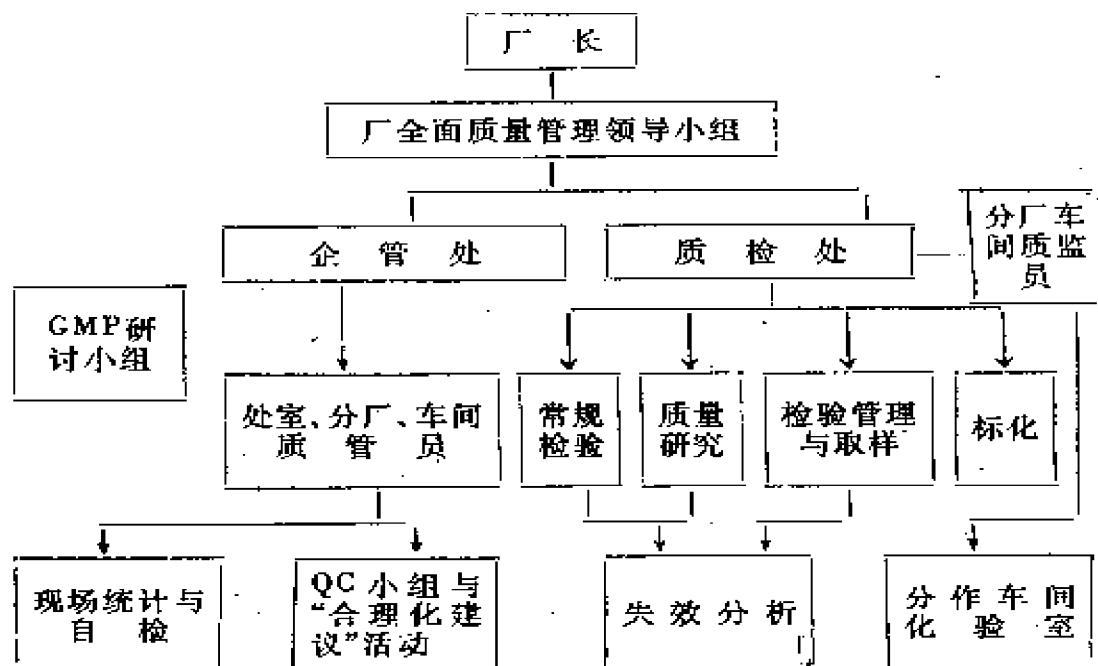 厂长
厂全面质量管理领导小组
企管处
质检处
分厂车
间质监
员
GMP研
讨小组
处室、分厂、车间
质管员
常规
检验
质量
研究
检验管理
与取样
标化
现场统计与
自检
QC小组与
“合理化建
议”活动
失效分析
分作车间
化验室